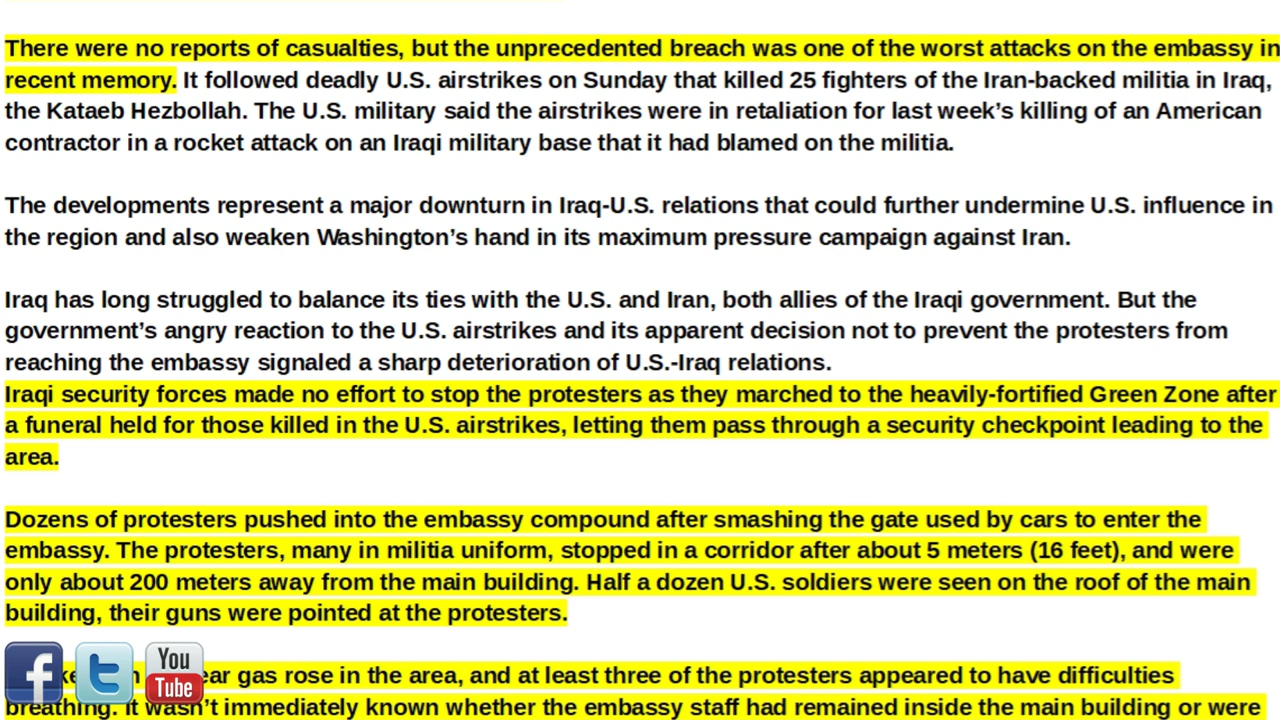 There were no reports of casualties, but the unprecedented breach was one of the worst attacks on the embassy in
recent memory. It followed deadly U.S. airstrikes on Sunday that killed 25 fighters of the Iran-backed militia in Iraq,
the Kataeb Hezbollah. The U.S. military said the airstrikes were in retaliation for last week’s killing of an American
contractor in a rocket attack on an Iraqi military base that it had blamed on the militia.
The developments represent a major downturn in Iraq-U.S. relations that could further undermine U.S. influence in
the region and also weaken Washington’s hand in its maximum pressure campaign against Iran.
Iraq has long struggled to balance its ties with the U.S. and Iran, both allies of the Iraqi government. But the
government’s angry reaction to the U.S. airstrikes and its apparent decision not to prevent the protesters from
reaching the embassy signaled a sharp deterioration of U.S.-Iraq relations.
Iraqi security forces made no effort to stop the protesters as they marched to the heavily-fortified Green Zone after
a funeral held for those killed in the U.S. airstrikes, letting them pass through a security checkpoint leading to the
area.
Dozens of protesters pushed into the embassy compound after smashing the gate used by cars to enter the
embassy. The protesters, many in militia uniform, stopped in a corridor after about 5 meters (16 feet), and were
only about 200 meters away from the main building. Half a dozen U.S. soldiers were seen on the roof of the main
building, their guns were pointed at the protesters.
gas rose in the area, and at least three of the protesters appeared to have difficulties
breathing. It wasn’t immediately known whether the embassy staff had remained inside the main building or were
f
t
You
Tube